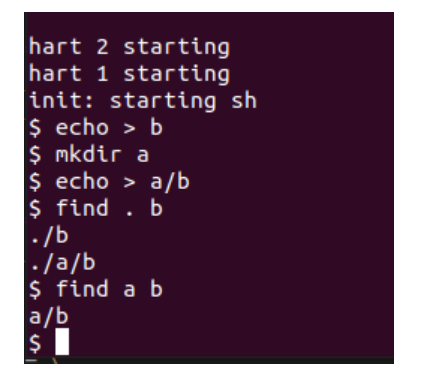 hart 2 starting
hart 1 starting
init: starting sh
$ echo > b
$ mkdir a
$ echo > a/b
$ find . b
./b
./a/b
$ find a b
a/b
$